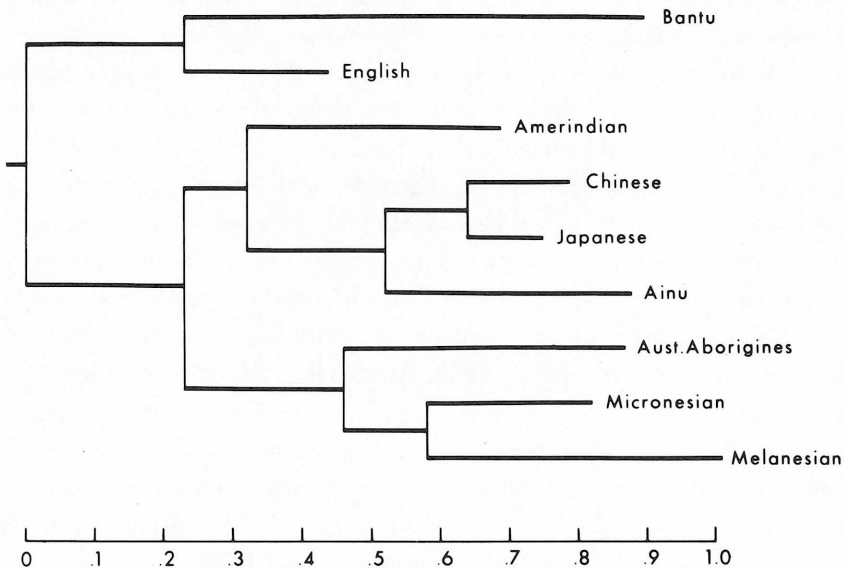 Bantu
English
Amerindian
Chinese
Japanese
Ainu
Aust.Aborigines
Micronesian
Melanesian
0 .1 .2 .3 .4 .5 .6 .7 .8 .9 1.0